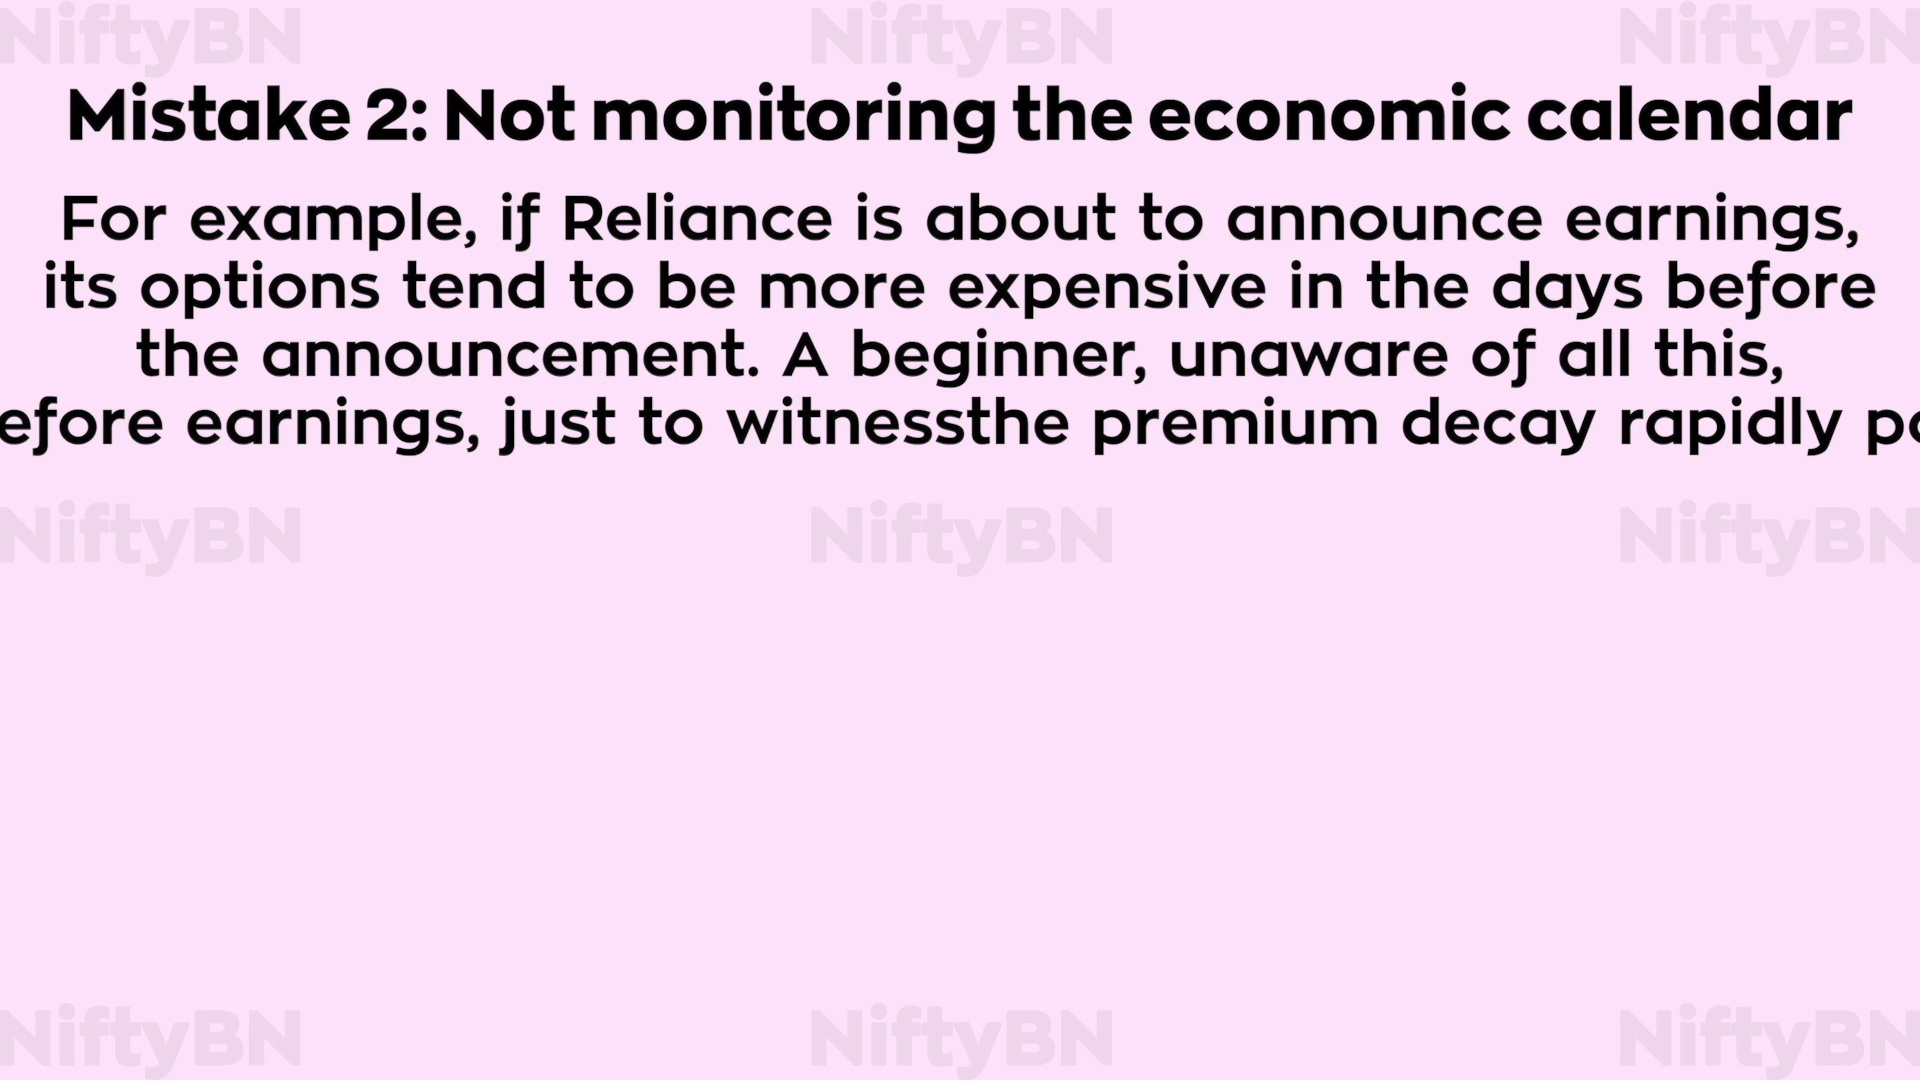 NiftyBN NiftyBN NiftyBN
Mistake 2: Not monitoring the economic calendar
For example, if Reliance is about to announce earnings,
its options tend to be more expensive in the days before
the announcement. A beginner, unaware of all this,
efore earnings, just to witnessthe premium decay rapidly
NiftyBN NiftyBN NiftyBN
NiftyBN NiftyBN NiftyBN